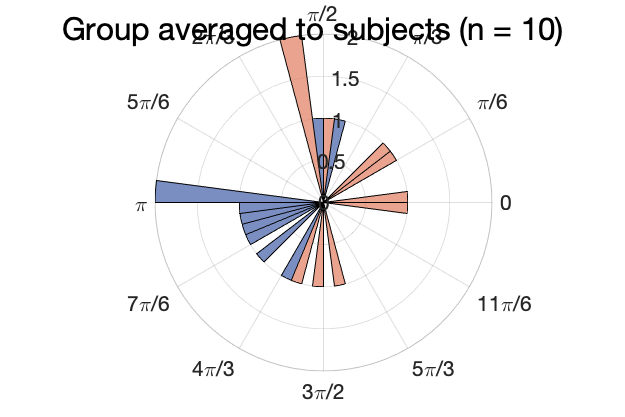 π/2
Group averaged to subjects (n = 10)
2π/3
2
π/3
1.5
5π/6
π/6
1
0.5
π
0
0
7π/6
11π/6
4π/3
5π/3
3π/2